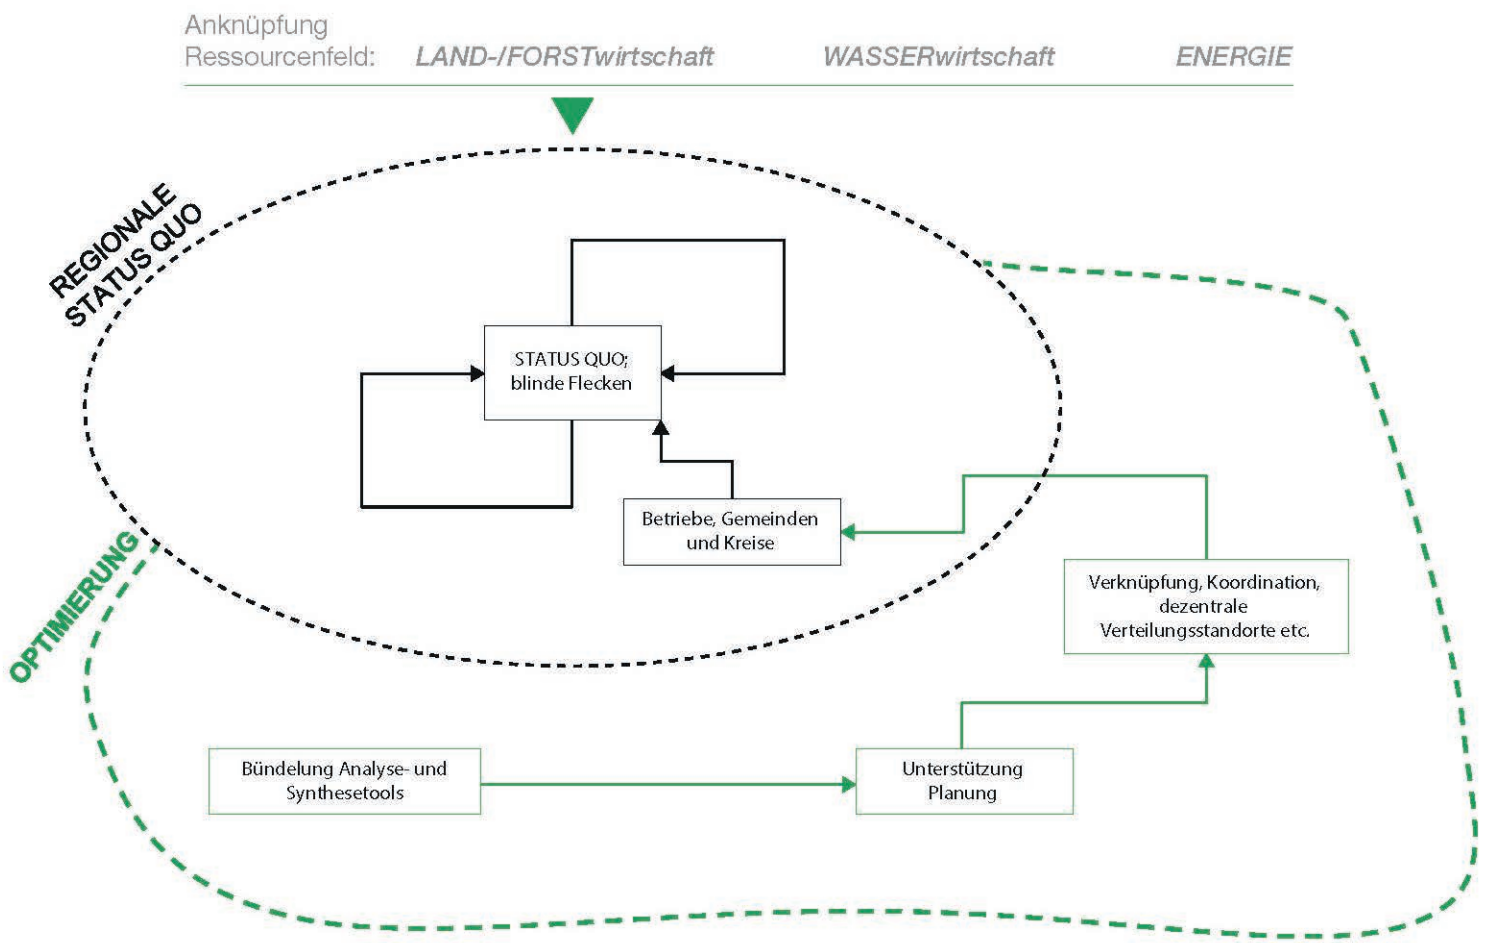 Anknüpfung
Ressourcenfeld: LAND-/FORSTwirtschaft WASSERwirtschaft ENERGIE
REGIONALE
STATUS QUO
STATUS QUO;
blinde Flecken
Betriebe, Gemeinden
und Kreise
Verknüpfung, Koordination,
dezentrale
Verteilungsstandorte etc.
OPTIMIERUNG
Bündelung Analyse- und
Synthesetools
Unterstützung
Planung